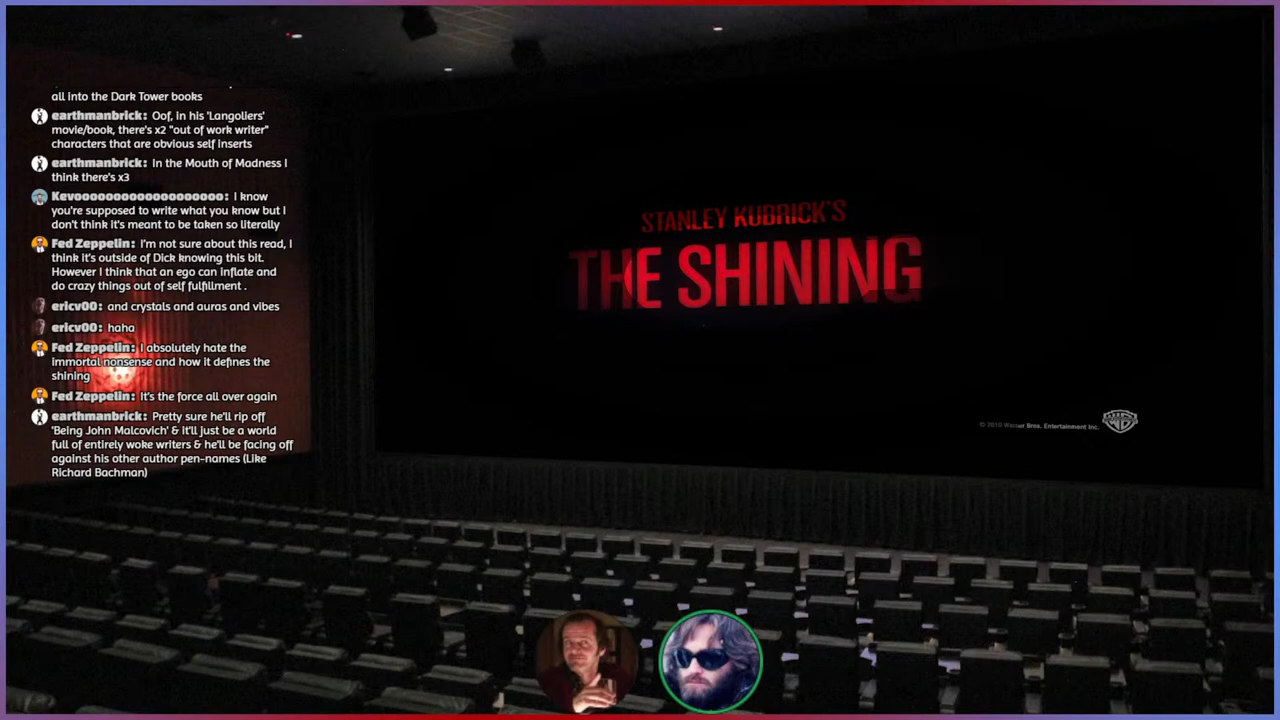 all into the Dark Tower books
earthmanbrick: Oof, in his 'Langoliers'
movie/book, there's x2 "out of work writer"
characters that are obvious self inserts
earthmanbrick: In the Mouth of Madness I
think there's x3
Kevooooooooooooooooooo: I know
you're supposed to write what you know but I
don't think it's meant to be taken so literally
Fed Zeppelin: I'm not sure about this read, I
think it's outside of Dick knowing this bit.
However I think that an ego can inflate and
do crazy things out of self fulfillment .
ericv00: and crystals and auras and vibes
ericv00: haha
Fed Zeppelin: I absolutely hate the
immortal nonsense and how it defines the
shining
Fed Zeppelin: It's the force all over again
earthmanbrick: Pretty sure he'll rip off
'Being John Malcovich' & it'll just be a world
full of entirely woke writers & he'll be facing off
against his other author pen-names (Like
Richard Bachman)
STANLEY KUBRICK'S
THE SHINING
© 2019 Warner Bros. Entertainment Inc.
WB